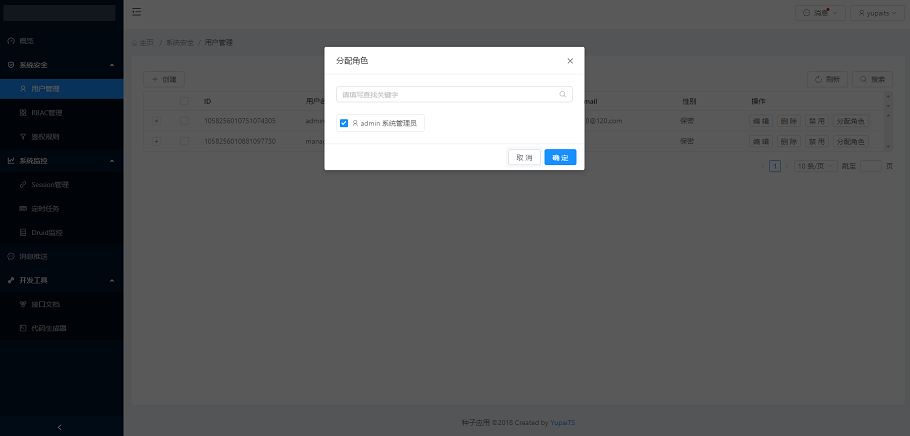 消息
yupaits
概览
主页 / 系统安全 / 用户管理
系统安全
用户管理
RBAC管理
鉴权规则
系统监控
Session管理
定时任务
Druid监控
消息推送
开发工具
接口文档
代码生成器
创建
刷新
搜索
ID
用户名
mail
性别
操作
1058256010751074305
admin
@120.com
保密
编 辑
删 除
禁 用
分配角色
1058256010881097730
mana
保密
编 辑
删 除
禁 用
分配角色
1
10 条/页
跳至
页
分配角色
请填写查找关键字
admin 系统管理员
取 消
确 定
种子应用 ©2018 Created by YupaiTS